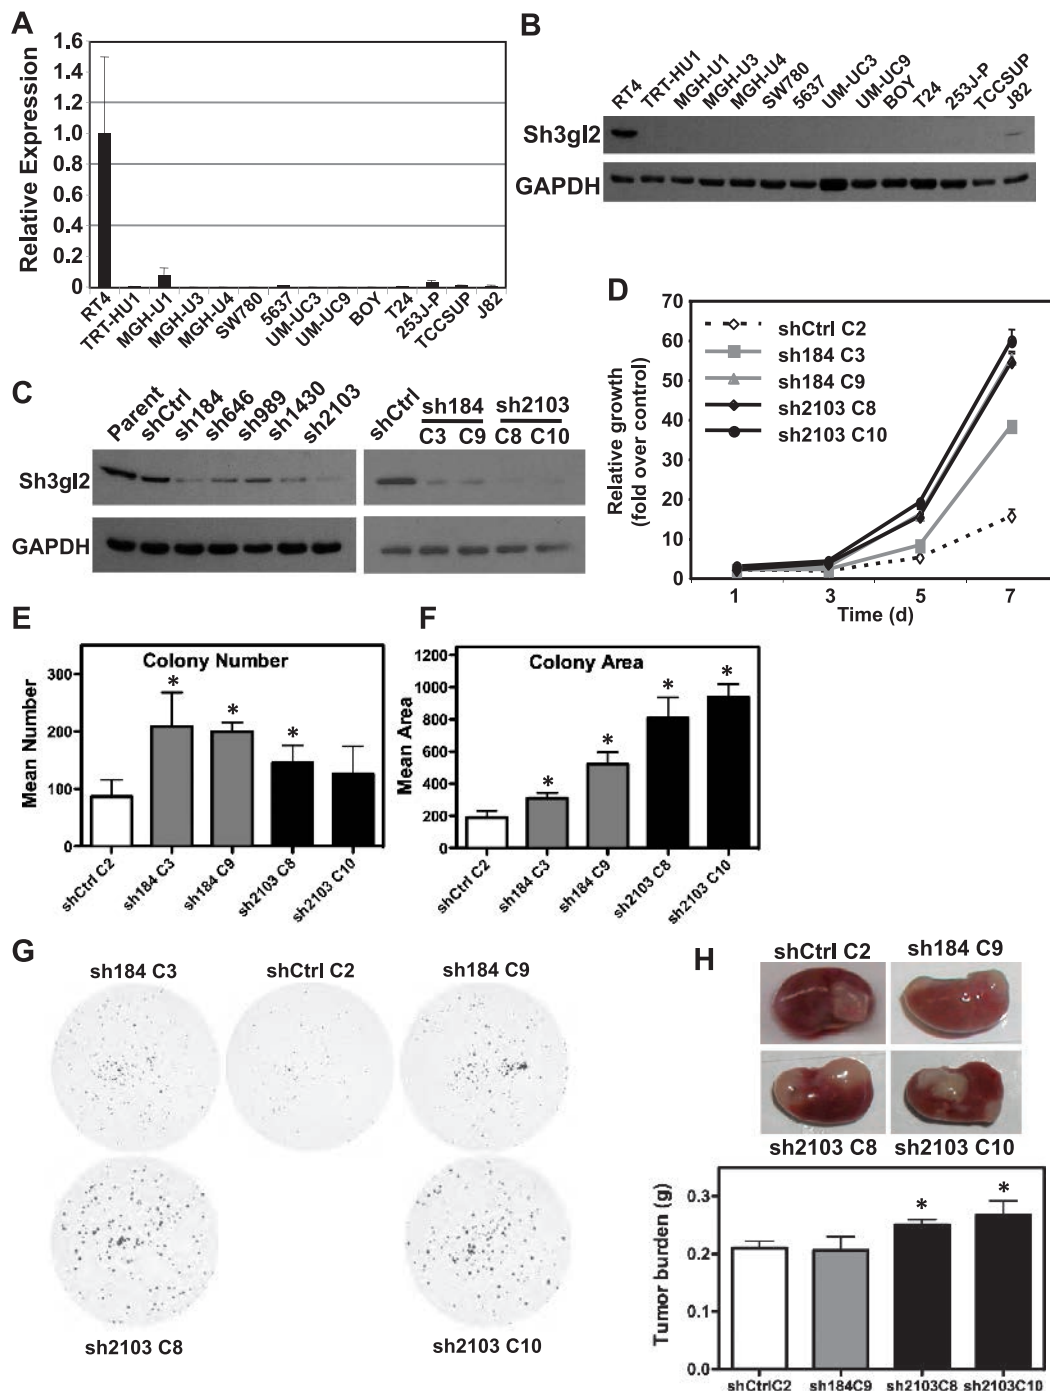 A
Relative Expression
1.6
1.4
1.2
1.0
0.8
0.6
0.4
0.2
0
RT4
TRT-HU1
MGH-U1
MGH-U3
MGH-U4
SW780
5637
UM-UC3
UM-UC9
BOY
T24
253J-P
TCCSUP
J82
B
RT4
TRT-HU1
MGH-U1
MGH-U3
MGH-U4
SW780
5637
UM-UC3
UM-UC9
BOY
T24
253J-P
TCCSUP
J82
Sh3gl2
GAPDH
C
Parent
shCtrl
sh184
sh646
sh989
sh1430
sh2103
shCtrl
sh184 sh2103
C3 C9 C8 C10
Sh3gl2
GAPDH
D
Relative growth
(fold over control)
70
60
50
40
30
20
10
0
shCtrl C2
sh184 C3
sh184 C9
sh2103 C8
sh2103 C10
1 3 5 7
Time (d)
E
Colony Number
Mean Number
300
200
100
0
* * *
shCtrl C2
sh184 C3
sh184 C9
sh2103 C8
sh2103 C10
F
Colony Area
Mean Area
1200
1000
800
600
400
200
0
* * * *
shCtrl C2
sh184 C3
sh184 C9
sh2103 C8
sh2103 C10
G
sh184 C3 shCtrl C2 sh184 C9
sh2103 C8 sh2103 C10
H
shCtrl C2 sh184 C9
sh2103 C8 sh2103 C10
Tumor burden (g)
0.3
0.2
0.1
0.0
* *
shCtrlC2 sh184C9 sh2103C8 sh2103C10